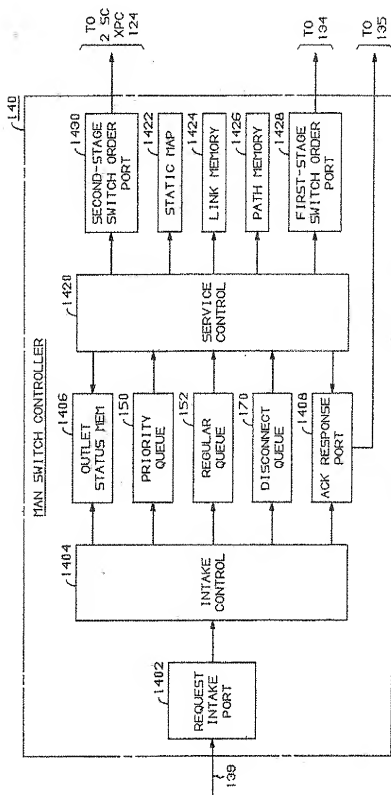 MAN SWITCH CONTROLLER
140
139
1402
REQUEST
INTAKE
PORT
1404
INTAKE CONTROL
1406
OUTLET
STATUS MEM
150
PRIORITY
QUEUE
152
REGULAR
QUEUE
170
DISCONNECT
QUEUE
1408
ACK RESPONSE
PORT
1420
SERVICE CONTROL
1430
SECOND-STAGE
SWITCH ORDER
PORT
1422
STATIC MAP
1424
LINK MEMORY
1426
PATH MEMORY
1428
FIRST-STAGE
SWITCH ORDER
PORT
TO
2 SC
XPC
124
TO
134
TO
135